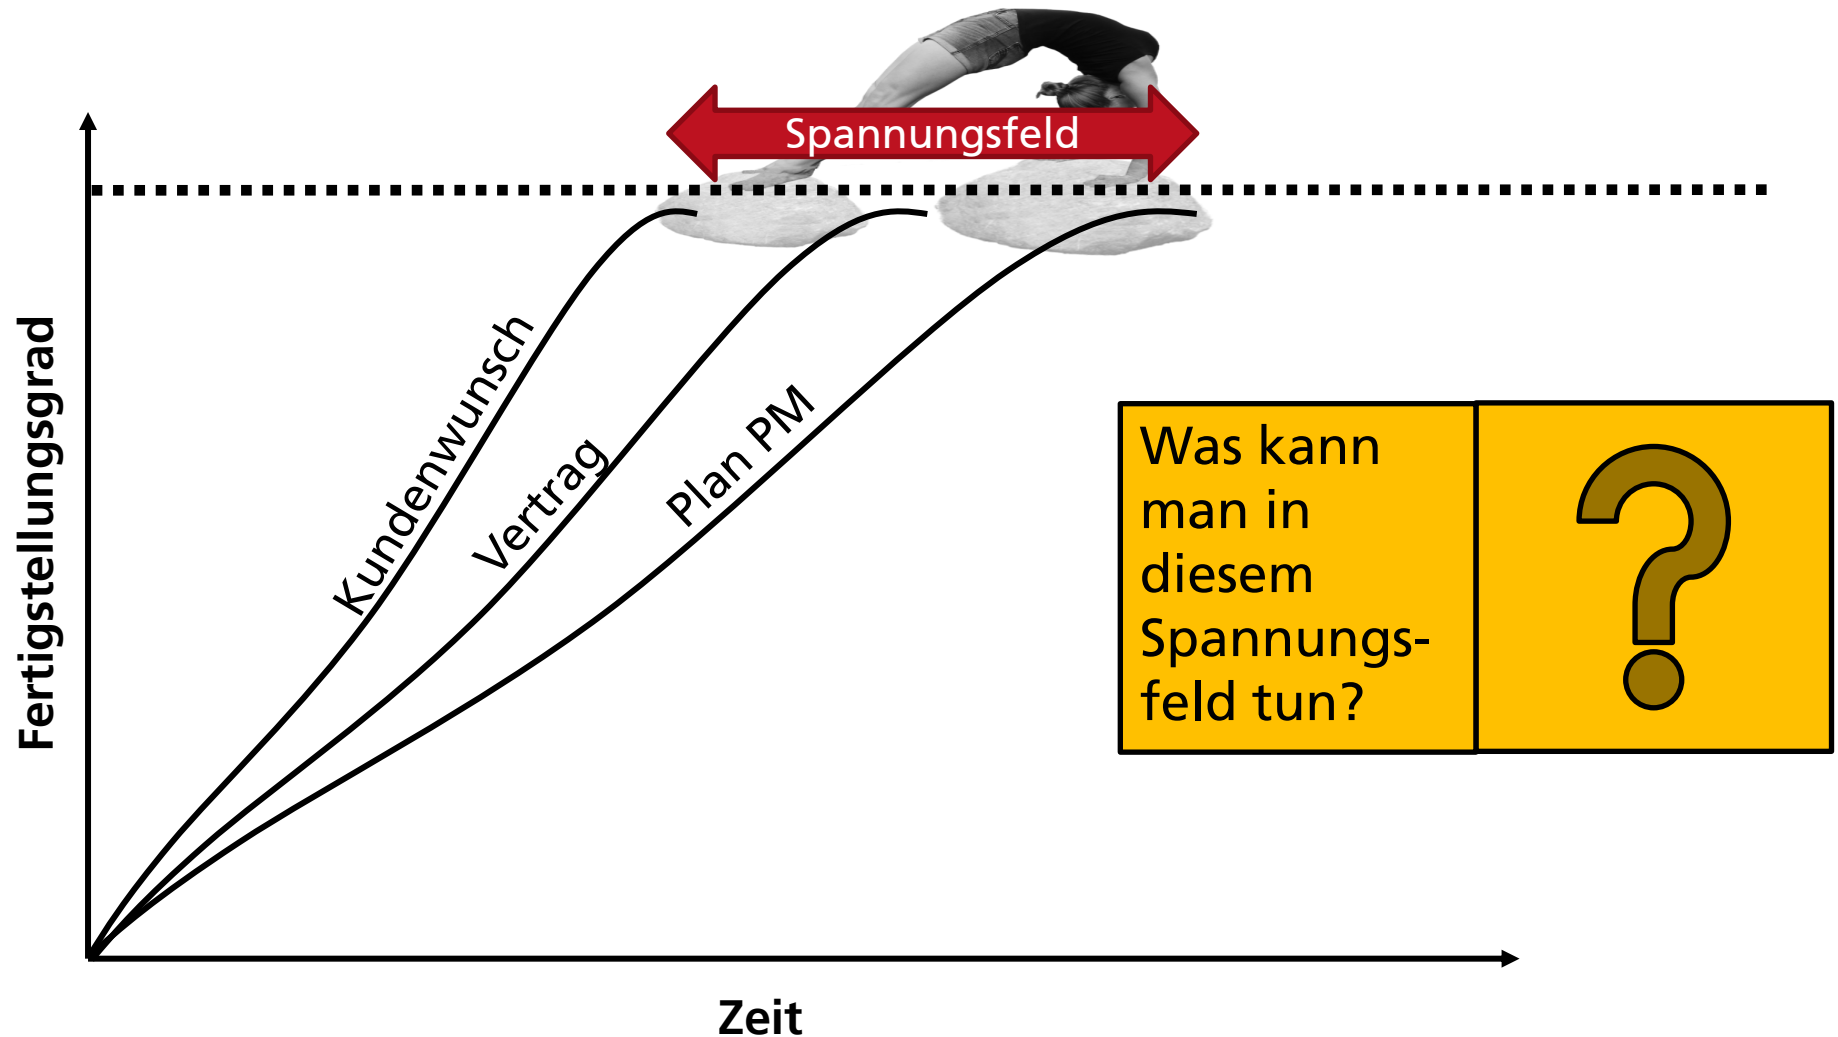 Spannungsfeld
Fertigstellungsgrad
Kundenwunsch
Vertrag
Plan PM
Was kann
man in
diesem
Spannungs-
feld tun?
?
Zeit